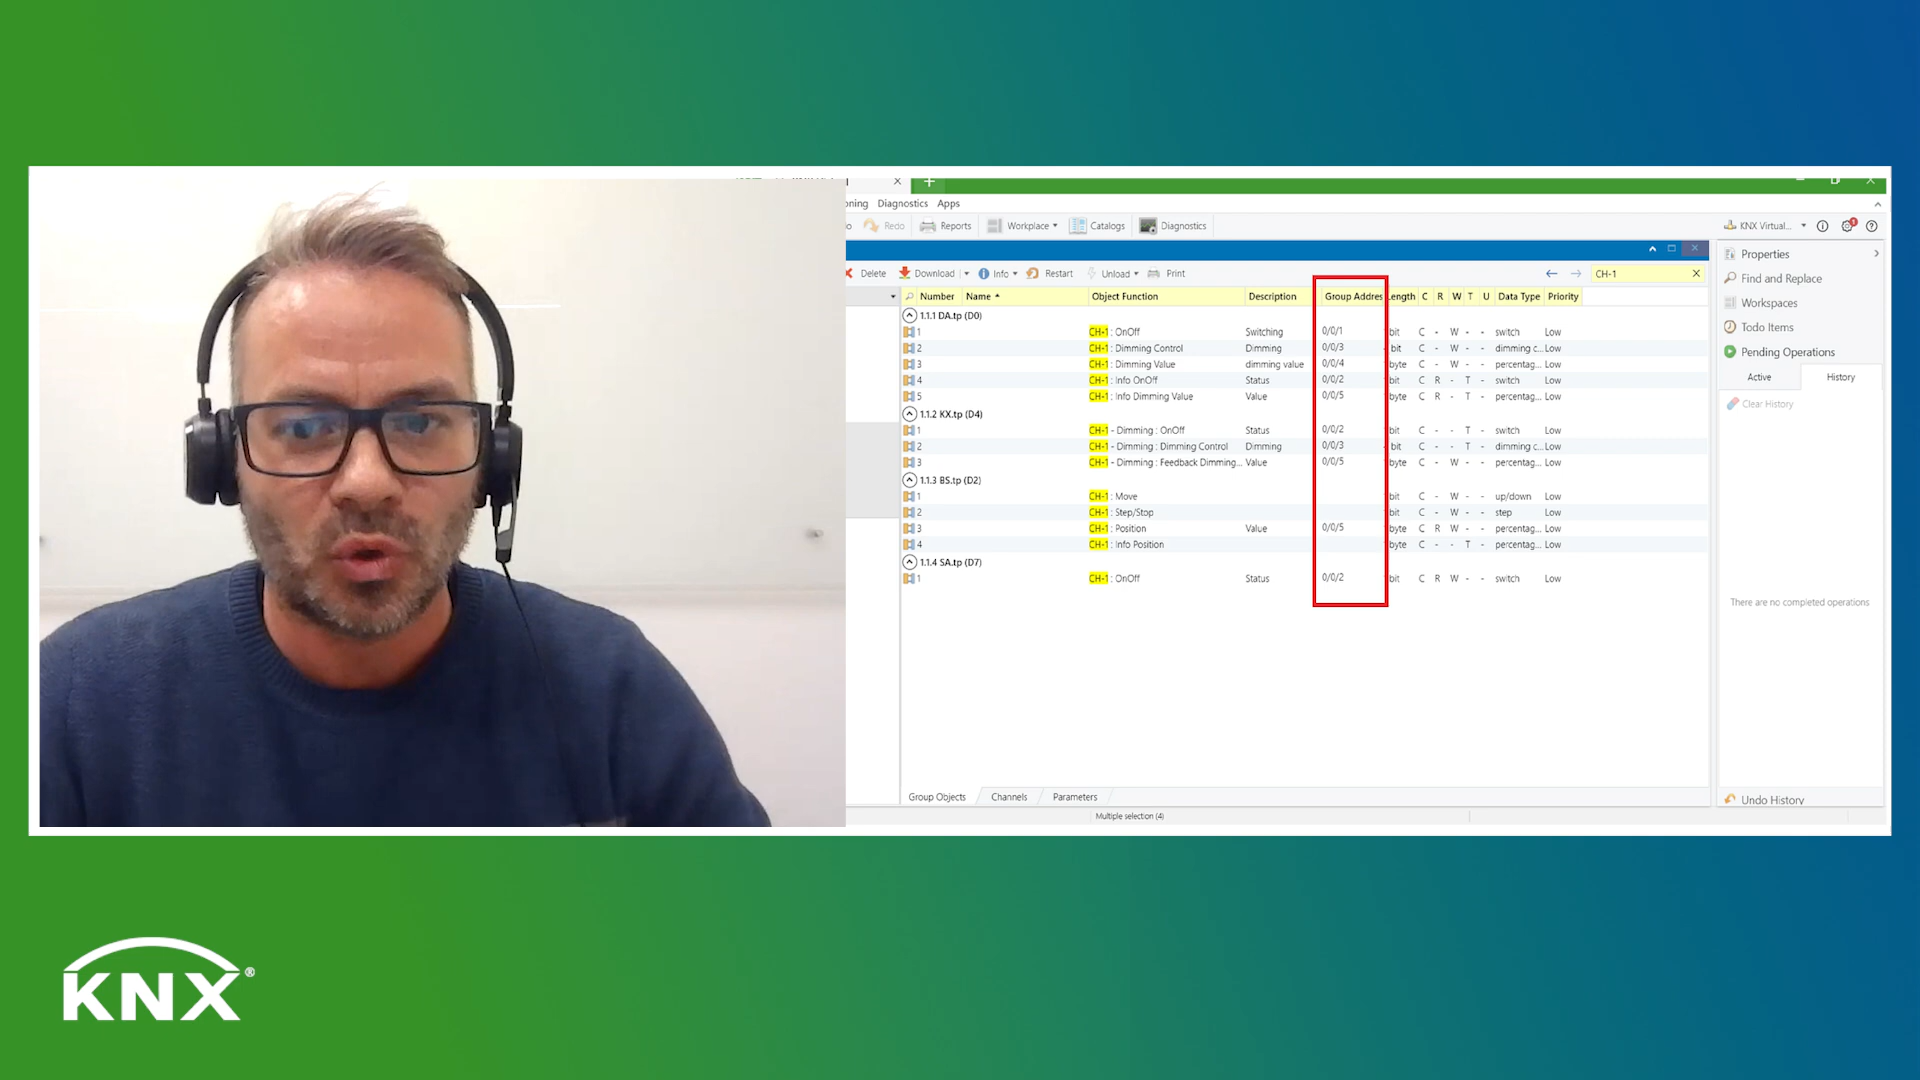 oning Diagnostics Apps
Redo Reports Workplace Catalogs Diagnostics KNX Virtual... 1
Delete Download Info Restart Unload Print CH-1
Number Name Object Function Description Group Addres Length C R W T U Data Type Priority
1.1.1 DA.tp (D0)
1 CH-1 : OnOff Switching 0/0/1 bit C - W - - switch Low
2 CH-1 : Dimming Control Dimming 0/0/3 bit C - W - - dimming c... Low
3 CH-1 : Dimming Value dimming value 0/0/4 byte C - W - - percentag... Low
4 CH-1 : Info OnOff Status 0/0/2 bit C R - T - switch Low
5 CH-1 : Info Dimming Value Value 0/0/5 byte C R - T - percentag... Low
1.1.2 KX.tp (D4)
1 CH-1 - Dimming : OnOff Status 0/0/2 bit C - - T - switch Low
2 CH-1 - Dimming : Dimming Control Dimming 0/0/3 bit C - - T - dimming c... Low
3 CH-1 - Dimming : Feedback Dimming... Value 0/0/5 byte C - W - - percentag... Low
1.1.3 BS.tp (D2)
1 CH-1 : Move bit C - W - - up/down Low
2 CH-1 : Step/Stop bit C - W - - step Low
3 CH-1 : Position Value 0/0/5 byte C R W - - percentag... Low
4 CH-1 : Info Position byte C - - T - percentag... Low
1.1.4 SA.tp (D7)
1 CH-1 : OnOff Status 0/0/2 bit C R W - - switch Low
Group Objects Channels Parameters
Multiple selection (4)
Properties
Find and Replace
Workspaces
Todo Items
Pending Operations
Active History
Clear History
There are no completed operations
Undo History
KNX®